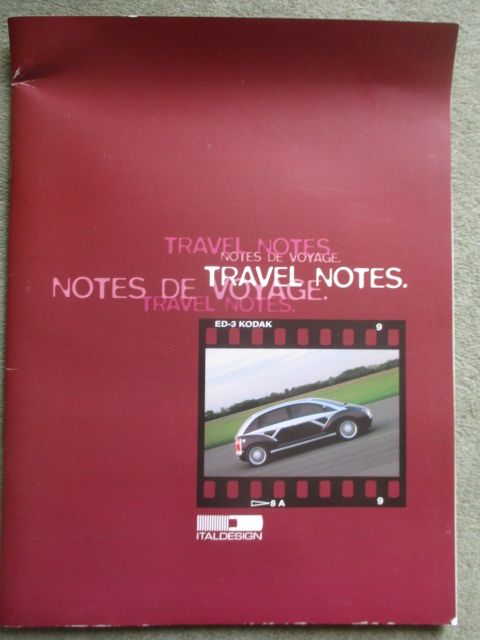 TRAVEL NOTES.
NOTES DE VOYAGE.
TRAVEL NOTES.
NOTES DE VOYAGE.
TRAVEL NOTES.
ED-3 KODAK 9
8 A 9
ITALDESIGN